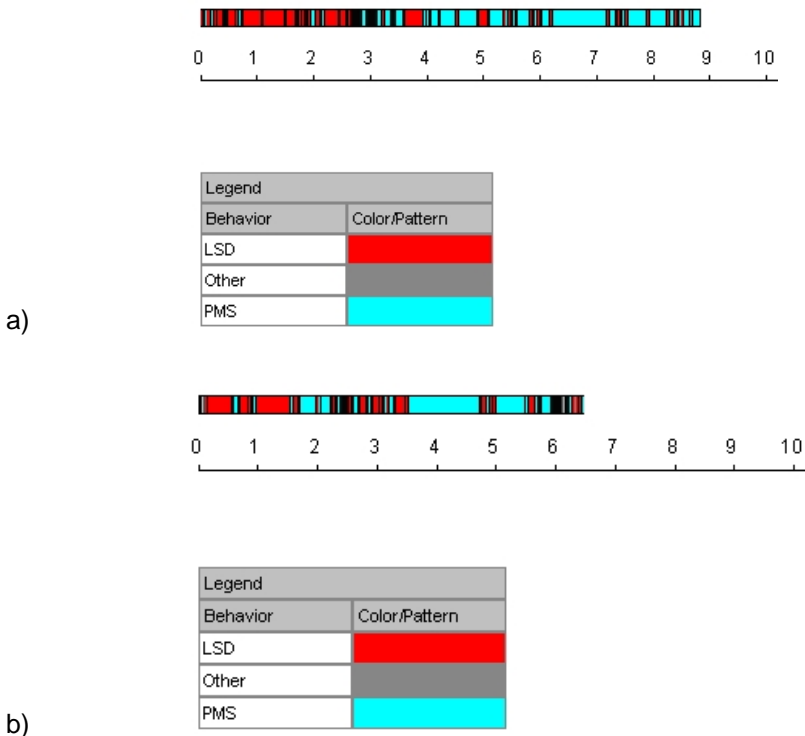 0 1 2 3 4 5 6 7 8 9 10
Legend
Behavior Color/Pattern
LSD
Other
PMS
a)
0 1 2 3 4 5 6 7 8 9 10
Legend
Behavior Color/Pattern
LSD
Other
PMS
b)